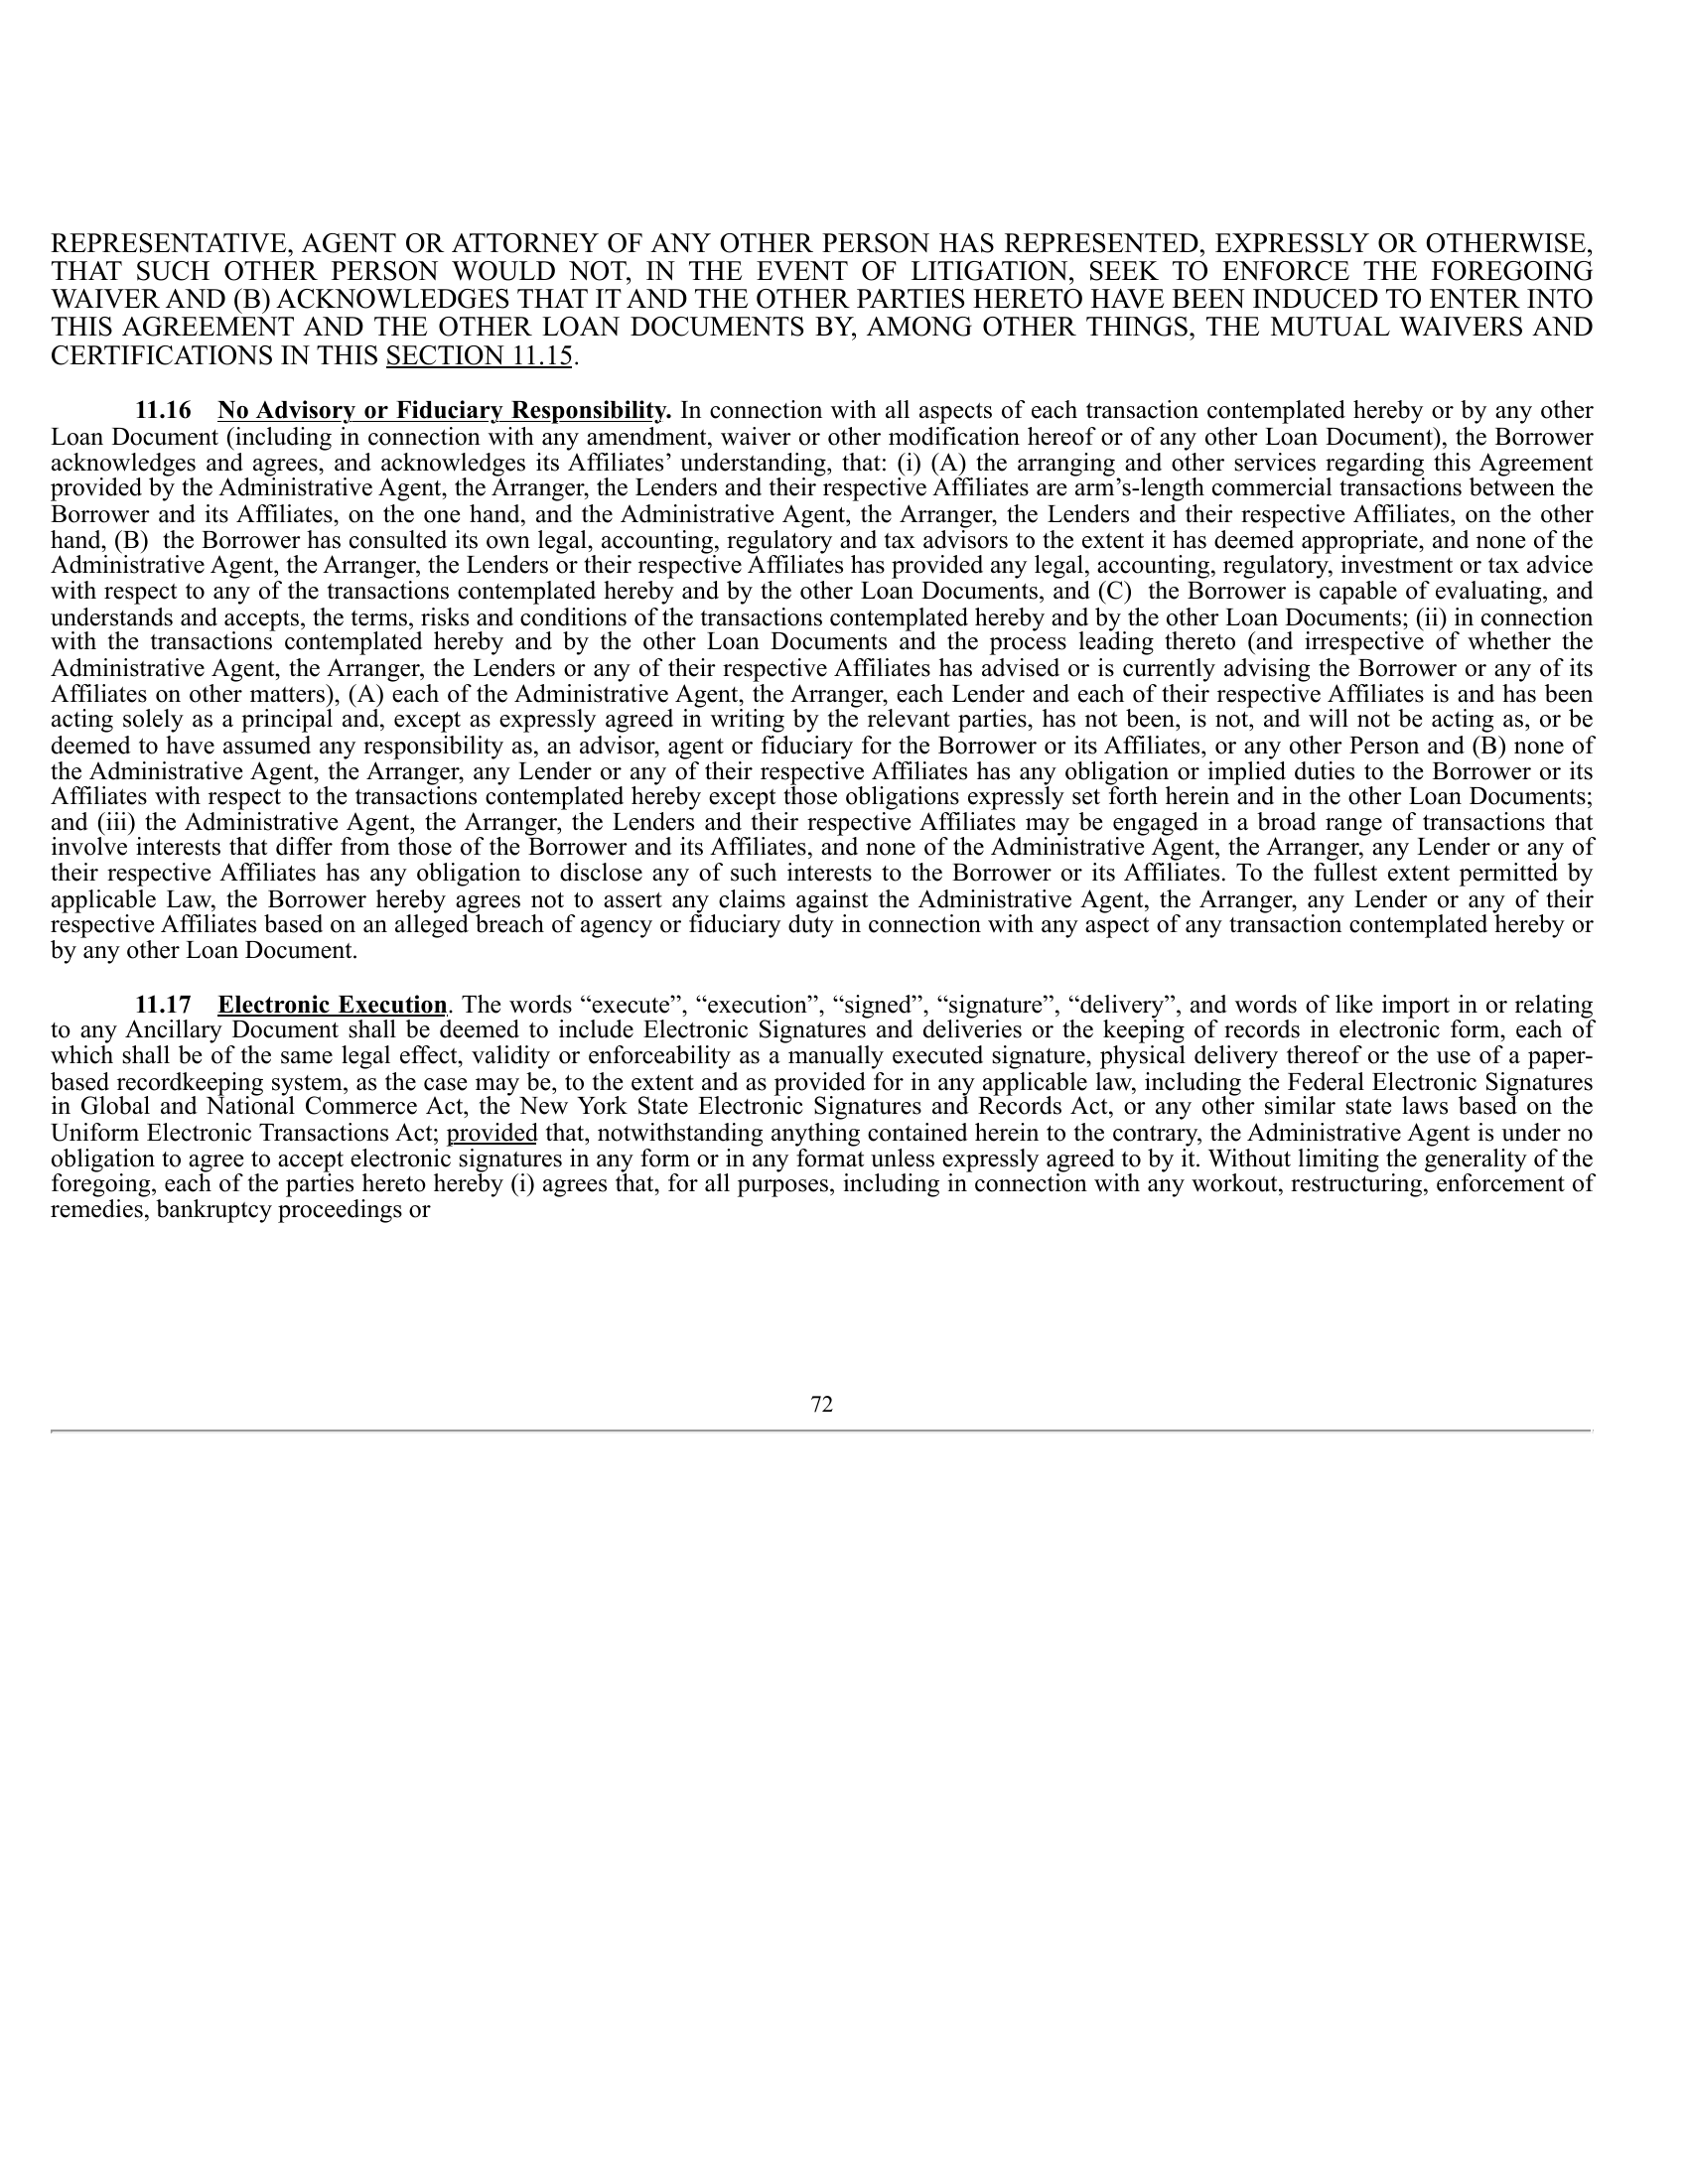 REPRESENTATIVE, AGENT OR ATTORNEY OF ANY OTHER PERSON HAS REPRESENTED, EXPRESSLY OR OTHERWISE,
THAT SUCH OTHER PERSON WOULD NOT, IN THE EVENT OF LITIGATION, SEEK TO ENFORCE THE FOREGOING
WAIVER AND (B) ACKNOWLEDGES THAT IT AND THE OTHER PARTIES HERETO HAVE BEEN INDUCED TO ENTER INTO
THIS AGREEMENT AND THE OTHER LOAN DOCUMENTS BY, AMONG OTHER THINGS, THE MUTUAL WAIVERS AND
CERTIFICATIONS IN THIS SECTION 11.15.
11.16 No Advisory or Fiduciary Responsibility. In connection with all aspects of each transaction contemplated hereby or by any other
Loan Document (including in connection with any amendment, waiver or other modification hereof or of any other Loan Document), the Borrower
acknowledges and agrees, and acknowledges its Affiliates’ understanding, that: (i) (A) the arranging and other services regarding this Agreement
provided by the Administrative Agent, the Arranger, the Lenders and their respective Affiliates are arm’s-length commercial transactions between the
Borrower and its Affiliates, on the one hand, and the Administrative Agent, the Arranger, the Lenders and their respective Affiliates, on the other
hand, (B) the Borrower has consulted its own legal, accounting, regulatory and tax advisors to the extent it has deemed appropriate, and none of the
Administrative Agent, the Arranger, the Lenders or their respective Affiliates has provided any legal, accounting, regulatory, investment or tax advice
with respect to any of the transactions contemplated hereby and by the other Loan Documents, and (C) the Borrower is capable of evaluating, and
understands and accepts, the terms, risks and conditions of the transactions contemplated hereby and by the other Loan Documents; (ii) in connection
with the transactions contemplated hereby and by the other Loan Documents and the process leading thereto (and irrespective of whether the
Administrative Agent, the Arranger, the Lenders or any of their respective Affiliates has advised or is currently advising the Borrower or any of its
Affiliates on other matters), (A) each of the Administrative Agent, the Arranger, each Lender and each of their respective Affiliates is and has been
acting solely as a principal and, except as expressly agreed in writing by the relevant parties, has not been, is not, and will not be acting as, or be
deemed to have assumed any responsibility as, an advisor, agent or fiduciary for the Borrower or its Affiliates, or any other Person and (B) none of
the Administrative Agent, the Arranger, any Lender or any of their respective Affiliates has any obligation or implied duties to the Borrower or its
Affiliates with respect to the transactions contemplated hereby except those obligations expressly set forth herein and in the other Loan Documents;
and (iii) the Administrative Agent, the Arranger, the Lenders and their respective Affiliates may be engaged in a broad range of transactions that
involve interests that differ from those of the Borrower and its Affiliates, and none of the Administrative Agent, the Arranger, any Lender or any of
their respective Affiliates has any obligation to disclose any of such interests to the Borrower or its Affiliates. To the fullest extent permitted by
applicable Law, the Borrower hereby agrees not to assert any claims against the Administrative Agent, the Arranger, any Lender or any of their
respective Affiliates based on an alleged breach of agency or fiduciary duty in connection with any aspect of any transaction contemplated hereby or
by any other Loan Document.
11.17 Electronic Execution. The words “execute”, “execution”, “signed”, “signature”, “delivery”, and words of like import in or relating
to any Ancillary Document shall be deemed to include Electronic Signatures and deliveries or the keeping of records in electronic form, each of
which shall be of the same legal effect, validity or enforceability as a manually executed signature, physical delivery thereof or the use of a paper-
based recordkeeping system, as the case may be, to the extent and as provided for in any applicable law, including the Federal Electronic Signatures
in Global and National Commerce Act, the New York State Electronic Signatures and Records Act, or any other similar state laws based on the
Uniform Electronic Transactions Act; provided that, notwithstanding anything contained herein to the contrary, the Administrative Agent is under no
obligation to agree to accept electronic signatures in any form or in any format unless expressly agreed to by it. Without limiting the generality of the
foregoing, each of the parties hereto hereby (i) agrees that, for all purposes, including in connection with any workout, restructuring, enforcement of
remedies, bankruptcy proceedings or
72